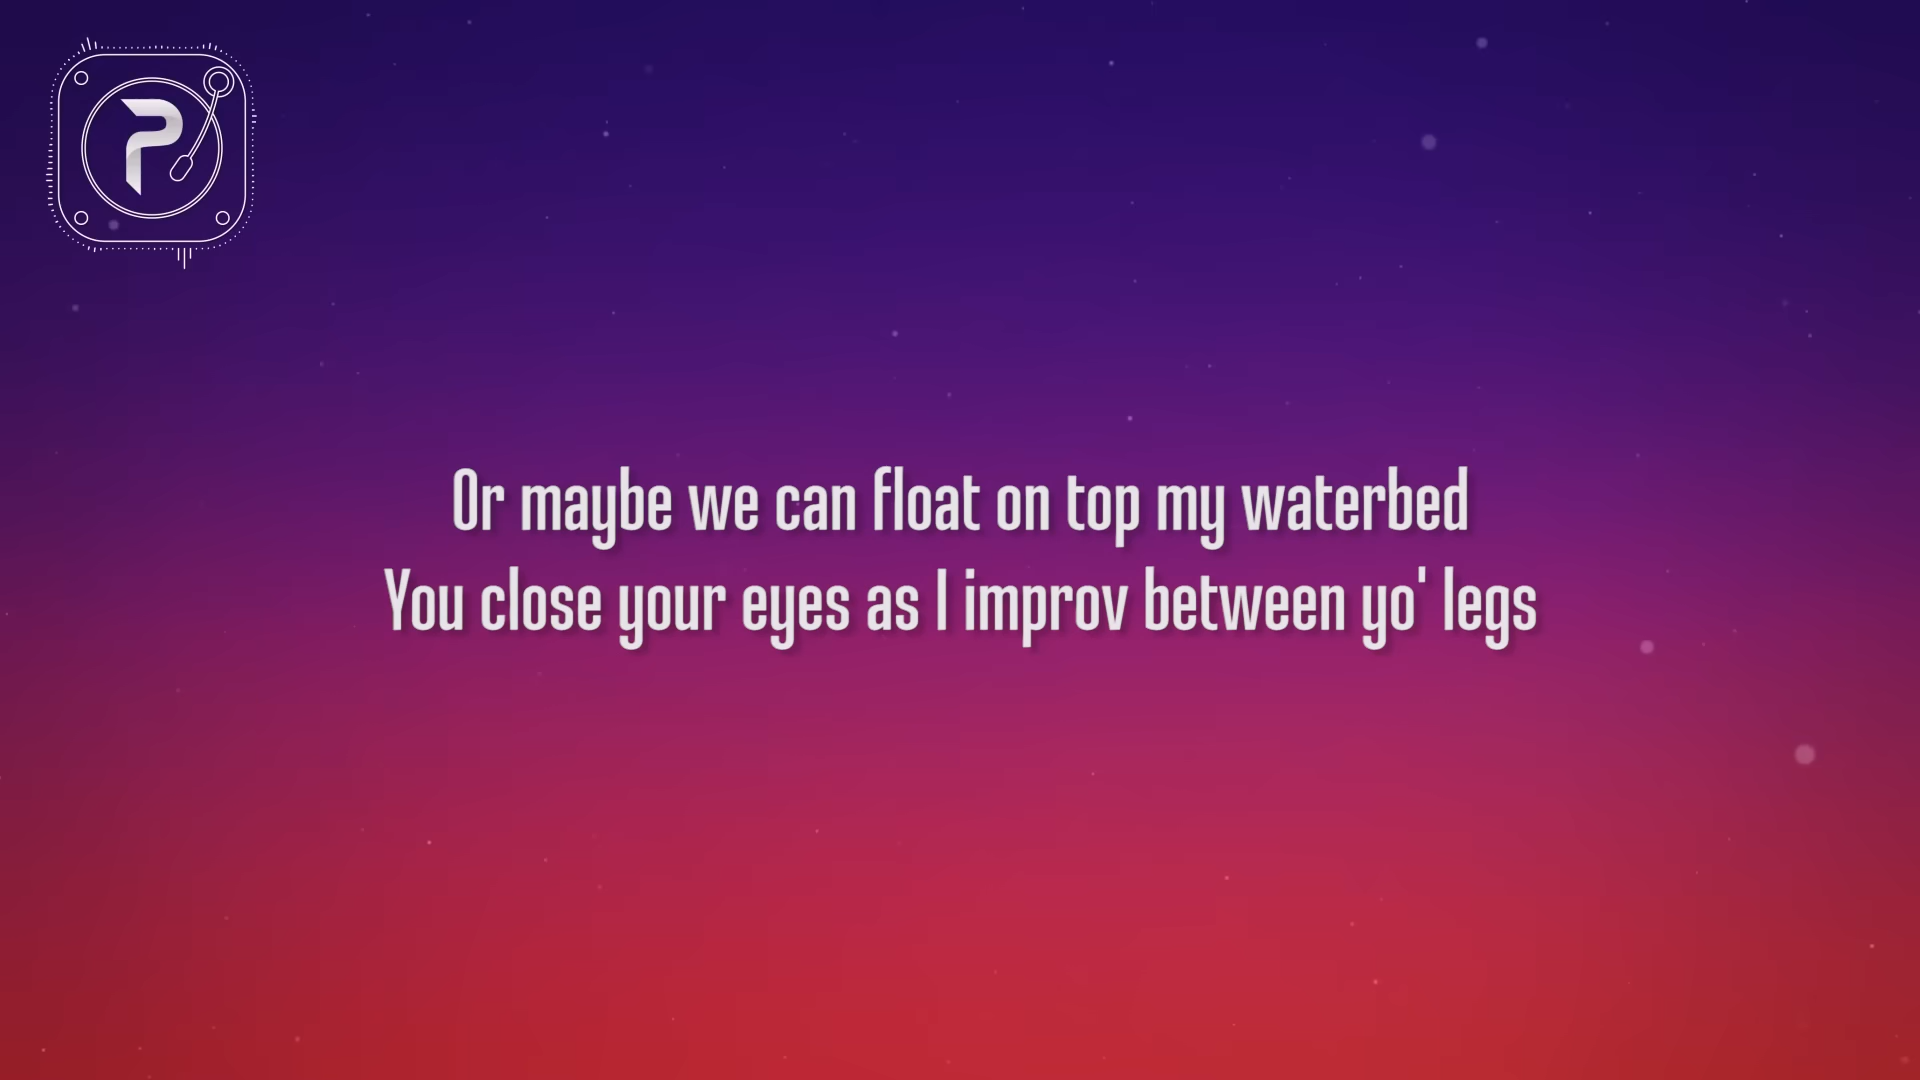 P
Or maybe we can float on top my waterbed
You close your eyes as I improv between yo' legs